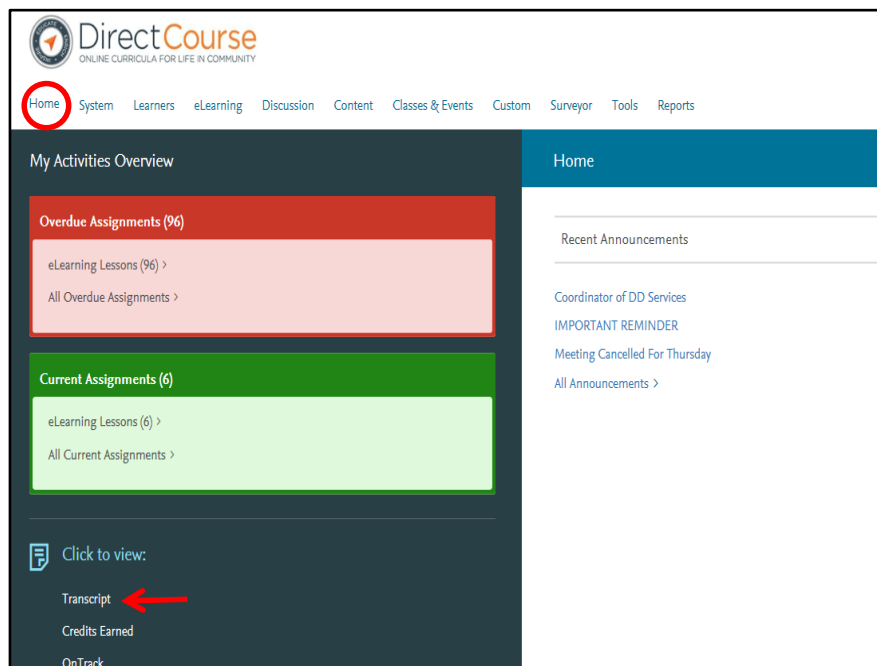 DirectCourse
ONLINE CURRICULA FOR LIFE IN COMMUNITY
Home System Learners eLearning Discussion Content Classes & Events Custom Surveyor Tools Reports
My Activities Overview
Overdue Assignments (96)
eLearning Lessons (96) >
All Overdue Assignments >
Current Assignments (6)
eLearning Lessons (6) >
All Current Assignments >
Click to view:
Transcript
Credits Earned
OnTrack
Home
Recent Announcements
Coordinator of DD Services
IMPORTANT REMINDER
Meeting Cancelled For Thursday
All Announcements >